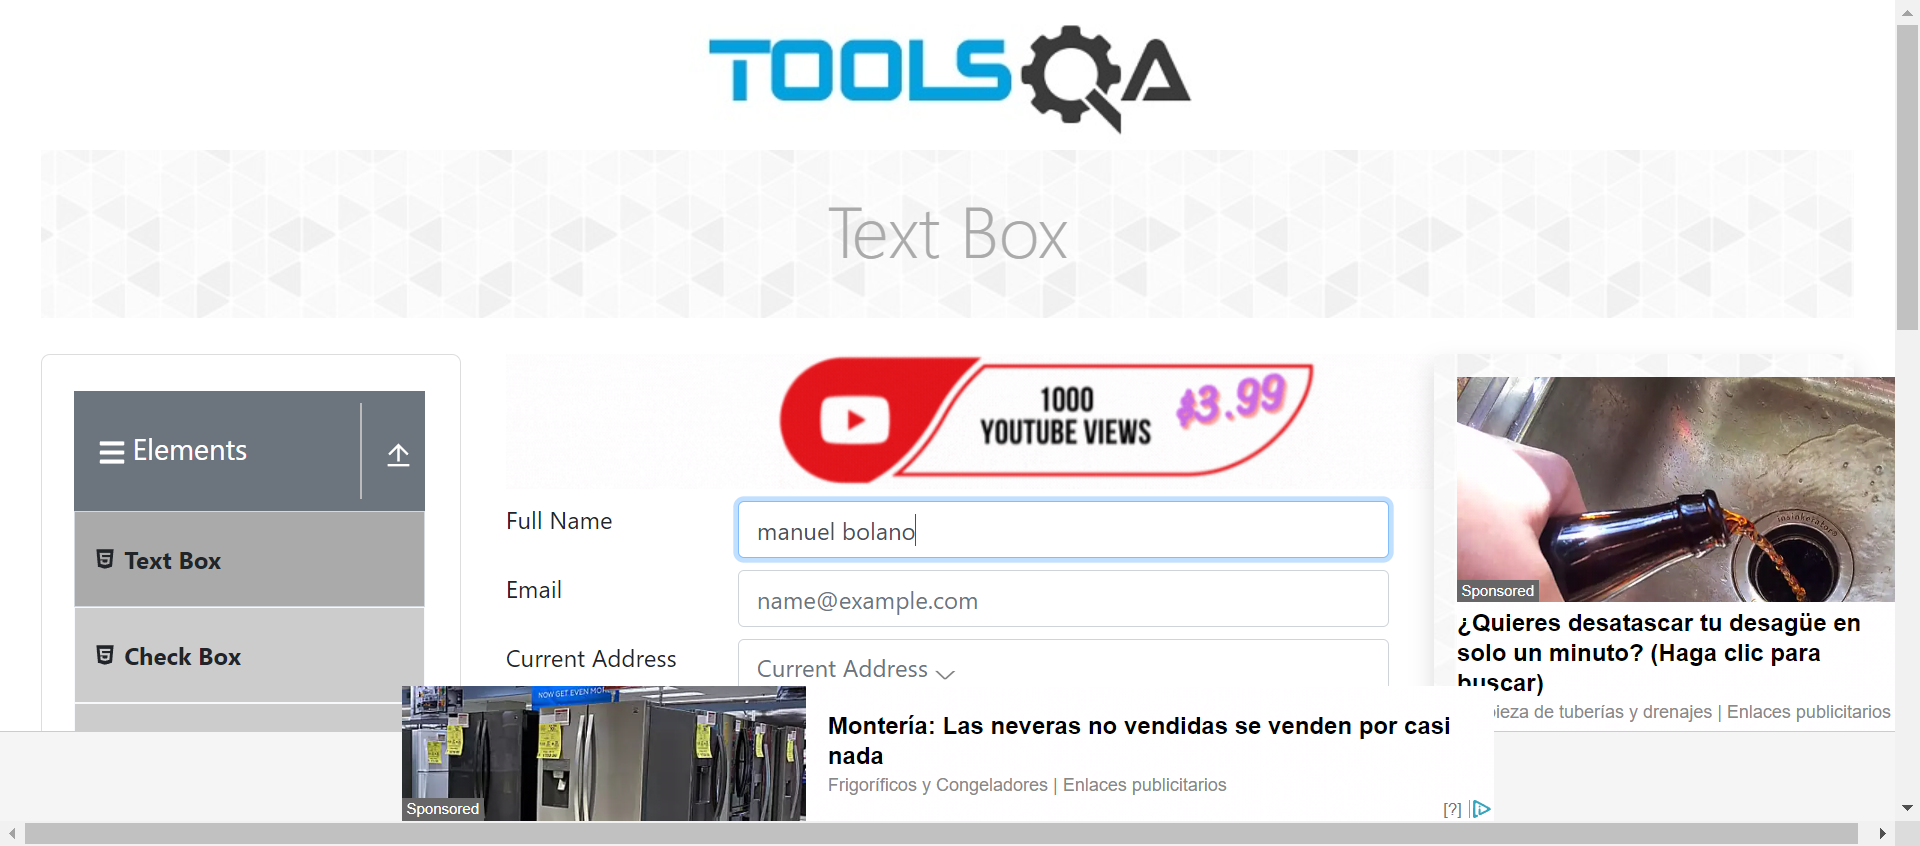 TOOLSQA
Text Box
Elements
Text Box
Check Box
1000
YOUTUBE VIEWS
$3.99
Full Name
manuel bolano
Email
name@example.com
Current Address
Current Address
insinkerator
Sponsored
¿Quieres desatascar tu desagüe en
solo un minuto? (Haga clic para
buscar)
pieza de tuberías y drenajes | Enlaces publicitarios
NOW GET EVEN MO
Sponsored
Montería: Las neveras no vendidas se venden por casi
nada
Frigoríficos y Congeladores | Enlaces publicitarios
[?]